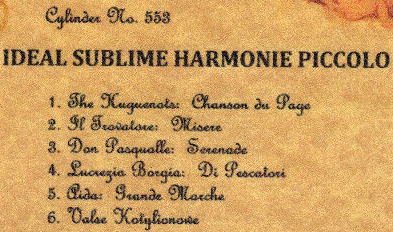 Cylinder No. 553
IDEAL SUBLIME HARMONIE PICCOLO
1. The Huguenots: Chanson du Page
2. Il Trovatore: Misere
3. Don Pasqualle: Serenade
4. Lucrezia Borgia: Di Pescatori
5. Aida: Grande Marche
6. Valse Kotylionowe